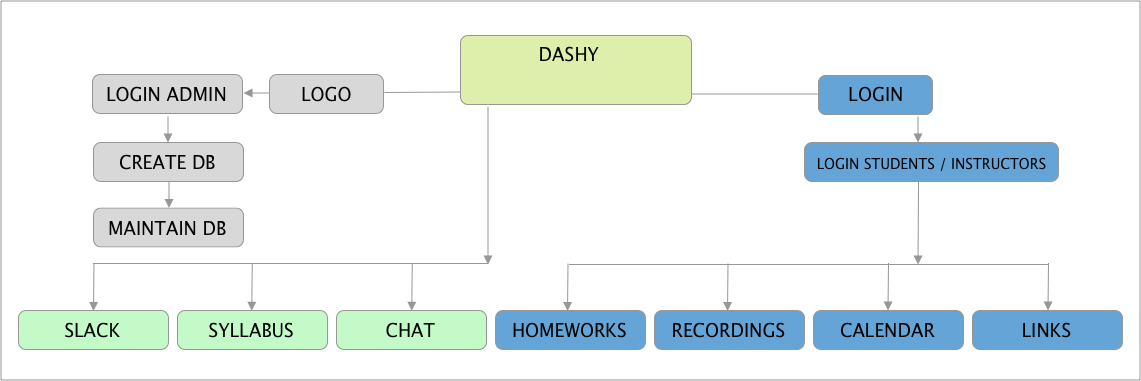 DASHY
LOGIN ADMIN
LOGO
LOGIN
CREATE DB
LOGIN STUDENTS / INSTRUCTORS
MAINTAIN DB
SLACK
SYLLABUS
CHAT
HOMEWORKS
RECORDINGS
CALENDAR
LINKS